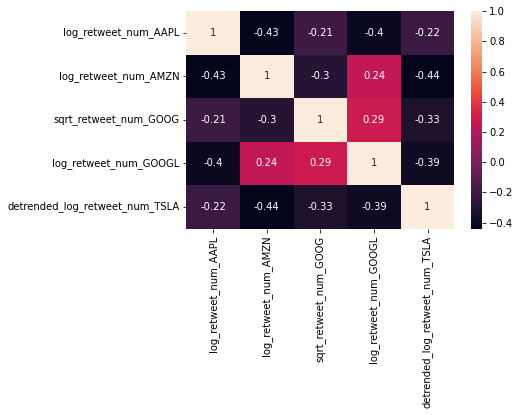 log_retweet_num_AAPL
1 -0.43 -0.21 -0.4 -0.22
log_retweet_num_AMZN
-0.43 1 -0.3 0.24 -0.44
sqrt_retweet_num_GOOG
-0.21 -0.3 1 0.29 -0.33
log_retweet_num_GOOGL
-0.4 0.24 0.29 1 -0.39
detrended_log_retweet_num_TSLA
-0.22 -0.44 -0.33 -0.39 1
log_retweet_num_AAPL
log_retweet_num_AMZN
sqrt_retweet_num_GOOG
log_retweet_num_GOOGL
detrended_log_retweet_num_TSLA
1.0
0.8
0.6
0.4
0.2
0.0
-0.2
-0.4